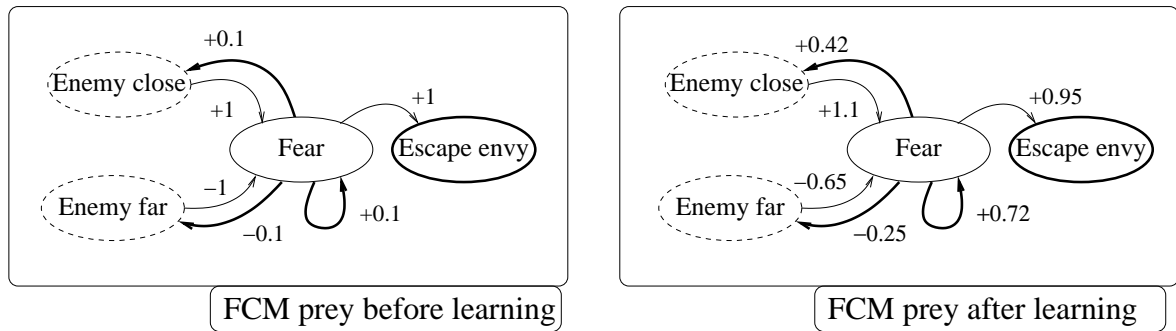 +0.1
Enemy close
+1
+1
Fear
Escape envy
−1
Enemy far
+0.1
−0.1
FCM prey before learning
+0.42
Enemy close
+1.1
+0.95
Fear
Escape envy
−0.65
Enemy far
+0.72
−0.25
FCM prey after learning